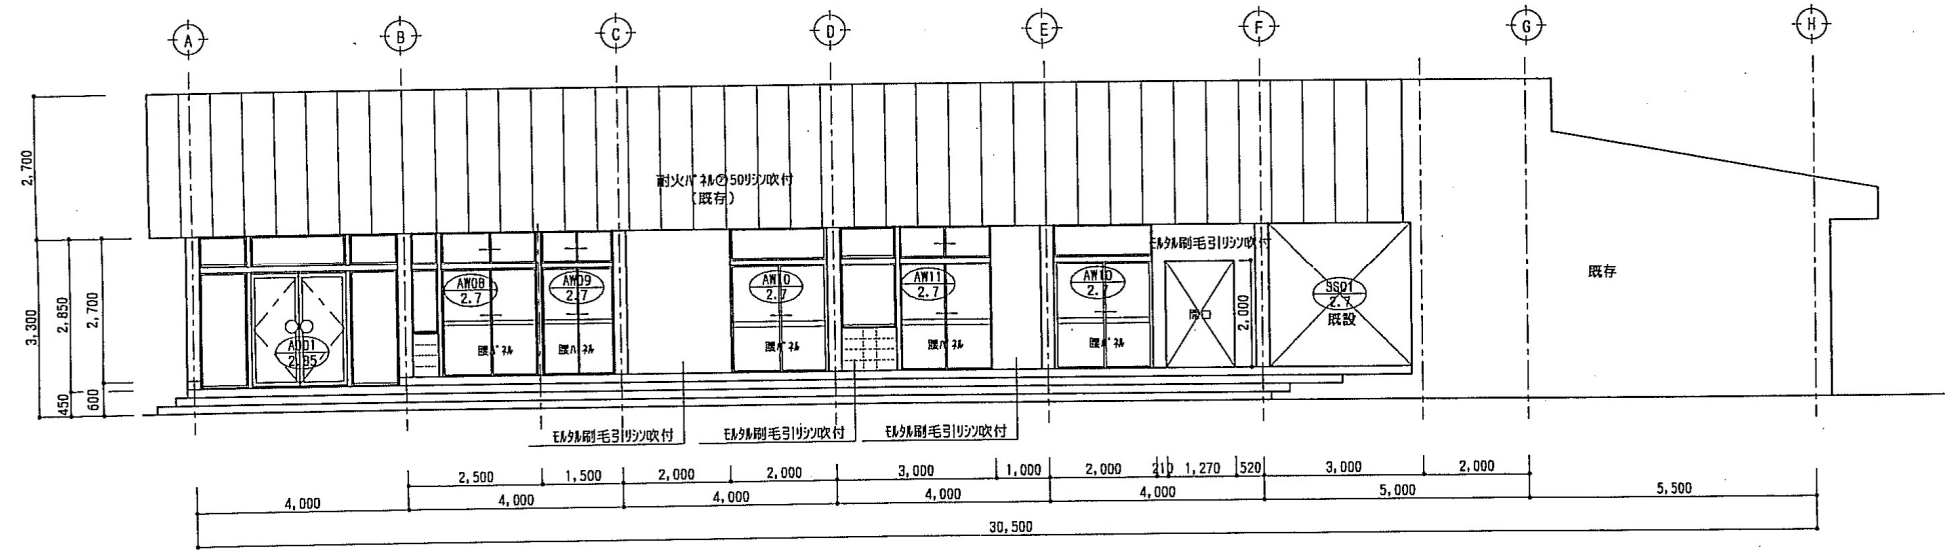 A
B
C
D
E
F
G
H
2,700
耐火ﾊﾟﾈﾙ㋐50ﾘｼﾝ吹付
(既存)
ﾓﾙﾀﾙ刷毛引ﾘｼﾝ吹付
3,300
2,850
2,700
450
600
AD01
2.85
AW08
2.7
腰ﾊﾟﾈﾙ
AW09
2.7
腰ﾊﾟﾈﾙ
AW10
2.7
腰ﾊﾟﾈﾙ
AW11
2.7
腰ﾊﾟﾈﾙ
AW10
2.7
腰ﾊﾟﾈﾙ
開口
2,000
SS01
2.7
既設
既存
ﾓﾙﾀﾙ刷毛引ﾘｼﾝ吹付
ﾓﾙﾀﾙ刷毛引ﾘｼﾝ吹付
ﾓﾙﾀﾙ刷毛引ﾘｼﾝ吹付
2,500
1,500
2,000
2,000
3,000
1,000
2,000
210
1,270
520
3,000
2,000
4,000
4,000
4,000
4,000
4,000
5,000
5,500
30,500